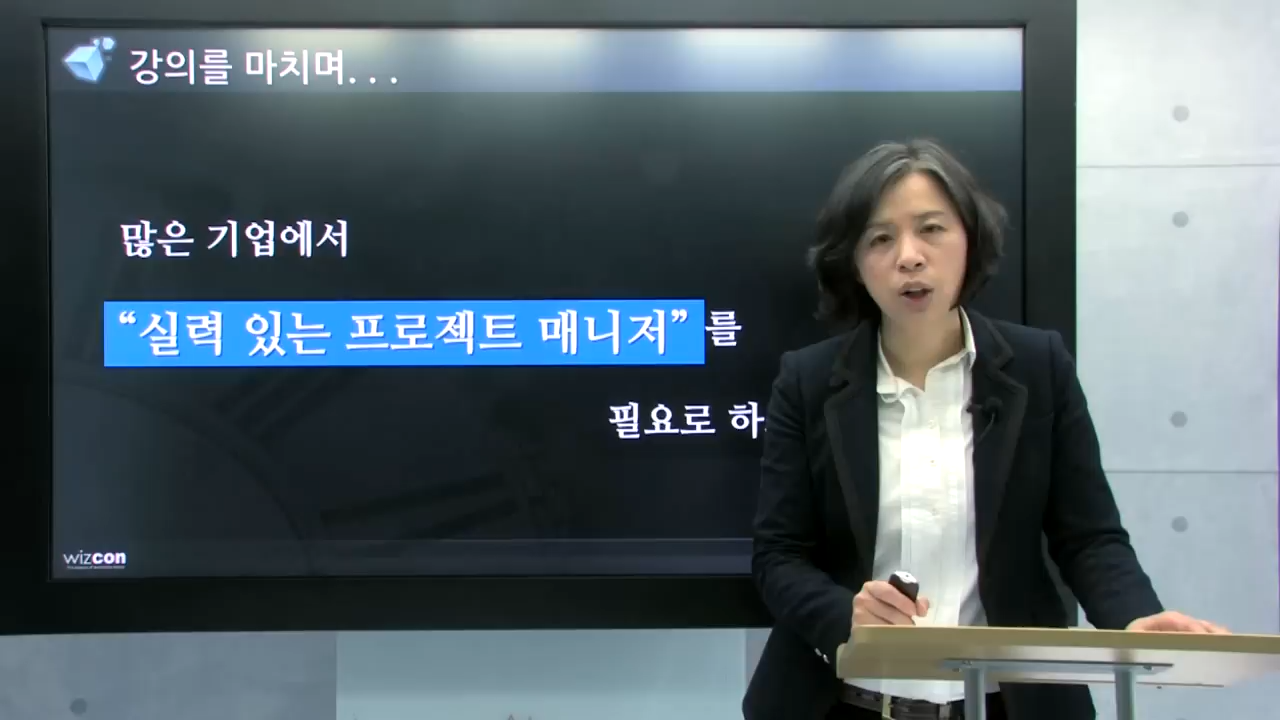 강의를 마치며...
많은 기업에서
“실력 있는 프로젝트 매니저”를
필요로 하
wizcon